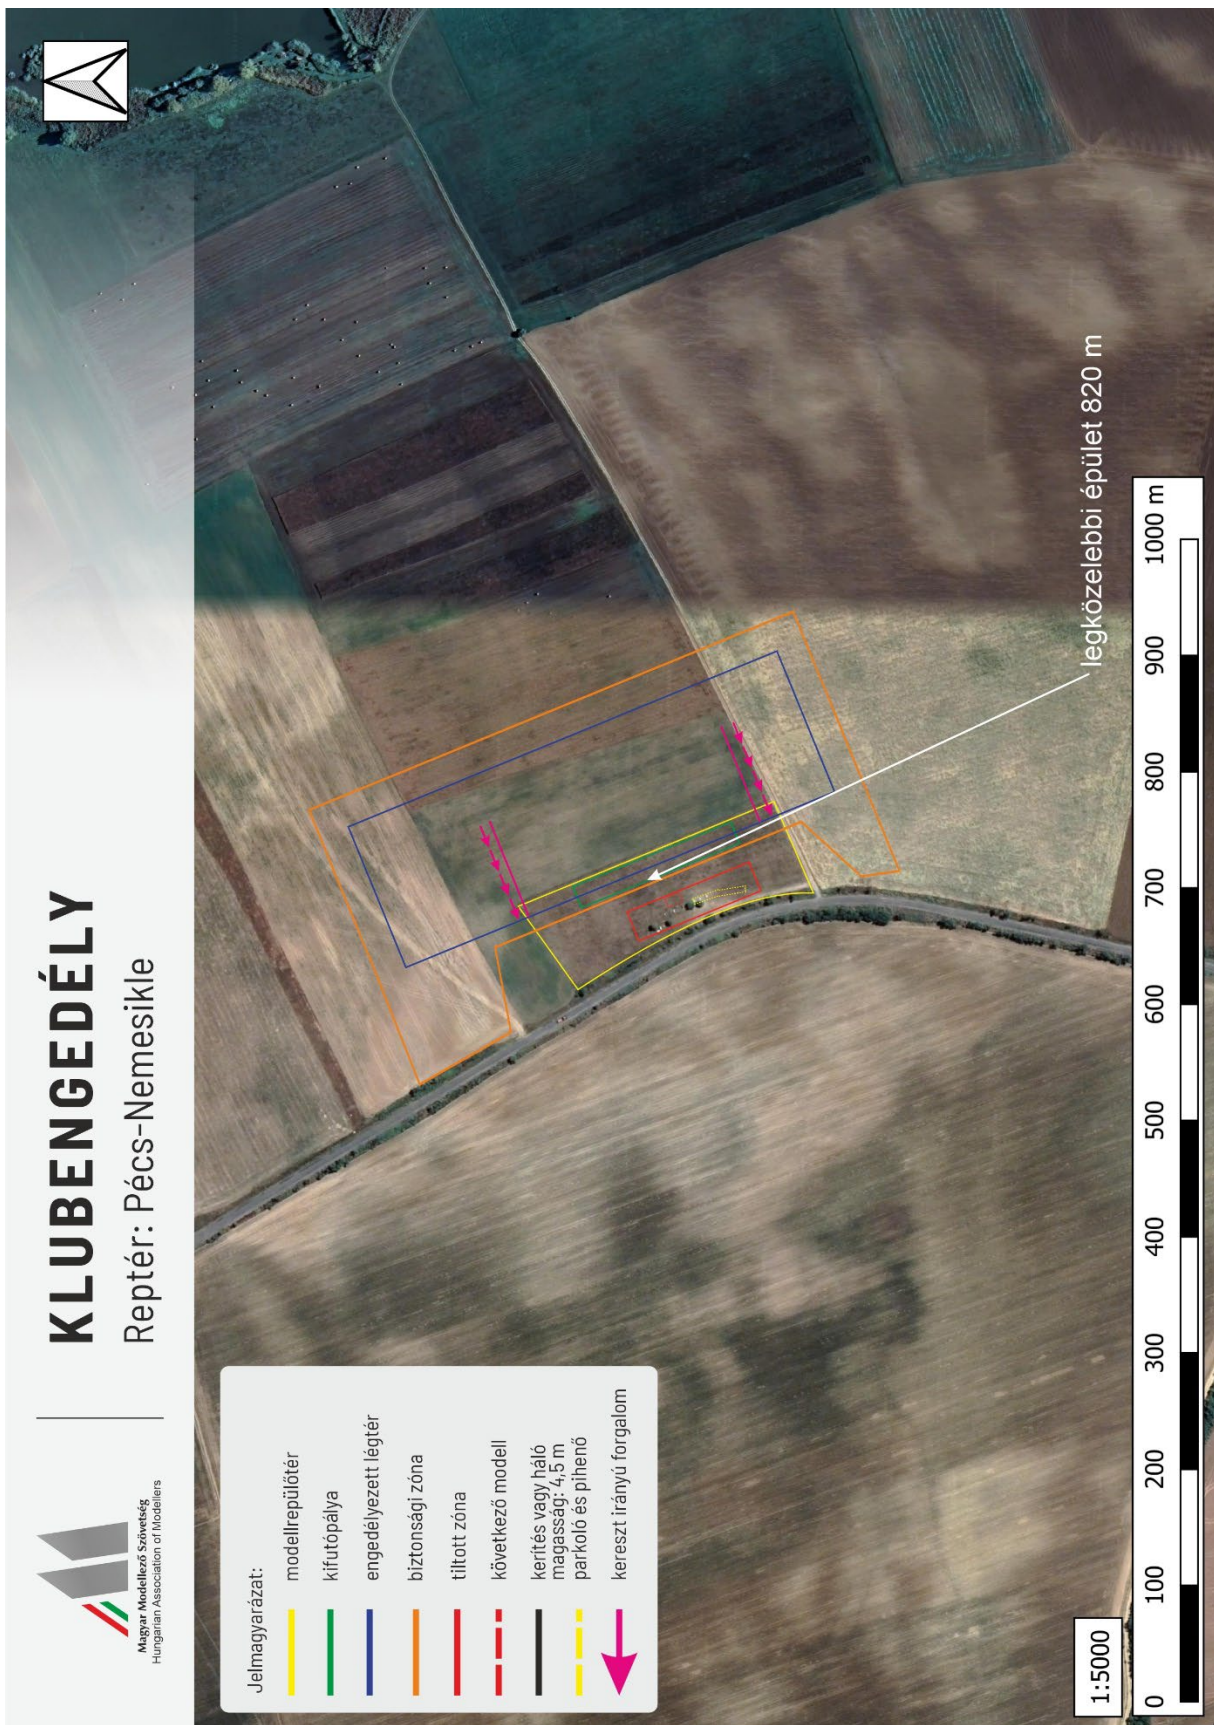 Magyar Modellező Szövetség
Hungarian Association of Modellers
KLUBENGEDÉLY
Reptér: Pécs-Nemesikle
Jelmagyarázat:
modellrepülőtér
kifutópálya
engedélyezett légtér
biztonsági zóna
tiltott zóna
következő modell
kerítés vagy háló
magasság: 4,5 m
parkoló és pihenő
kereszt irányú forgalom
legközelebbi épület 820 m
1:5000
0 100 200 300 400 500 600 700 800 900 1000 m